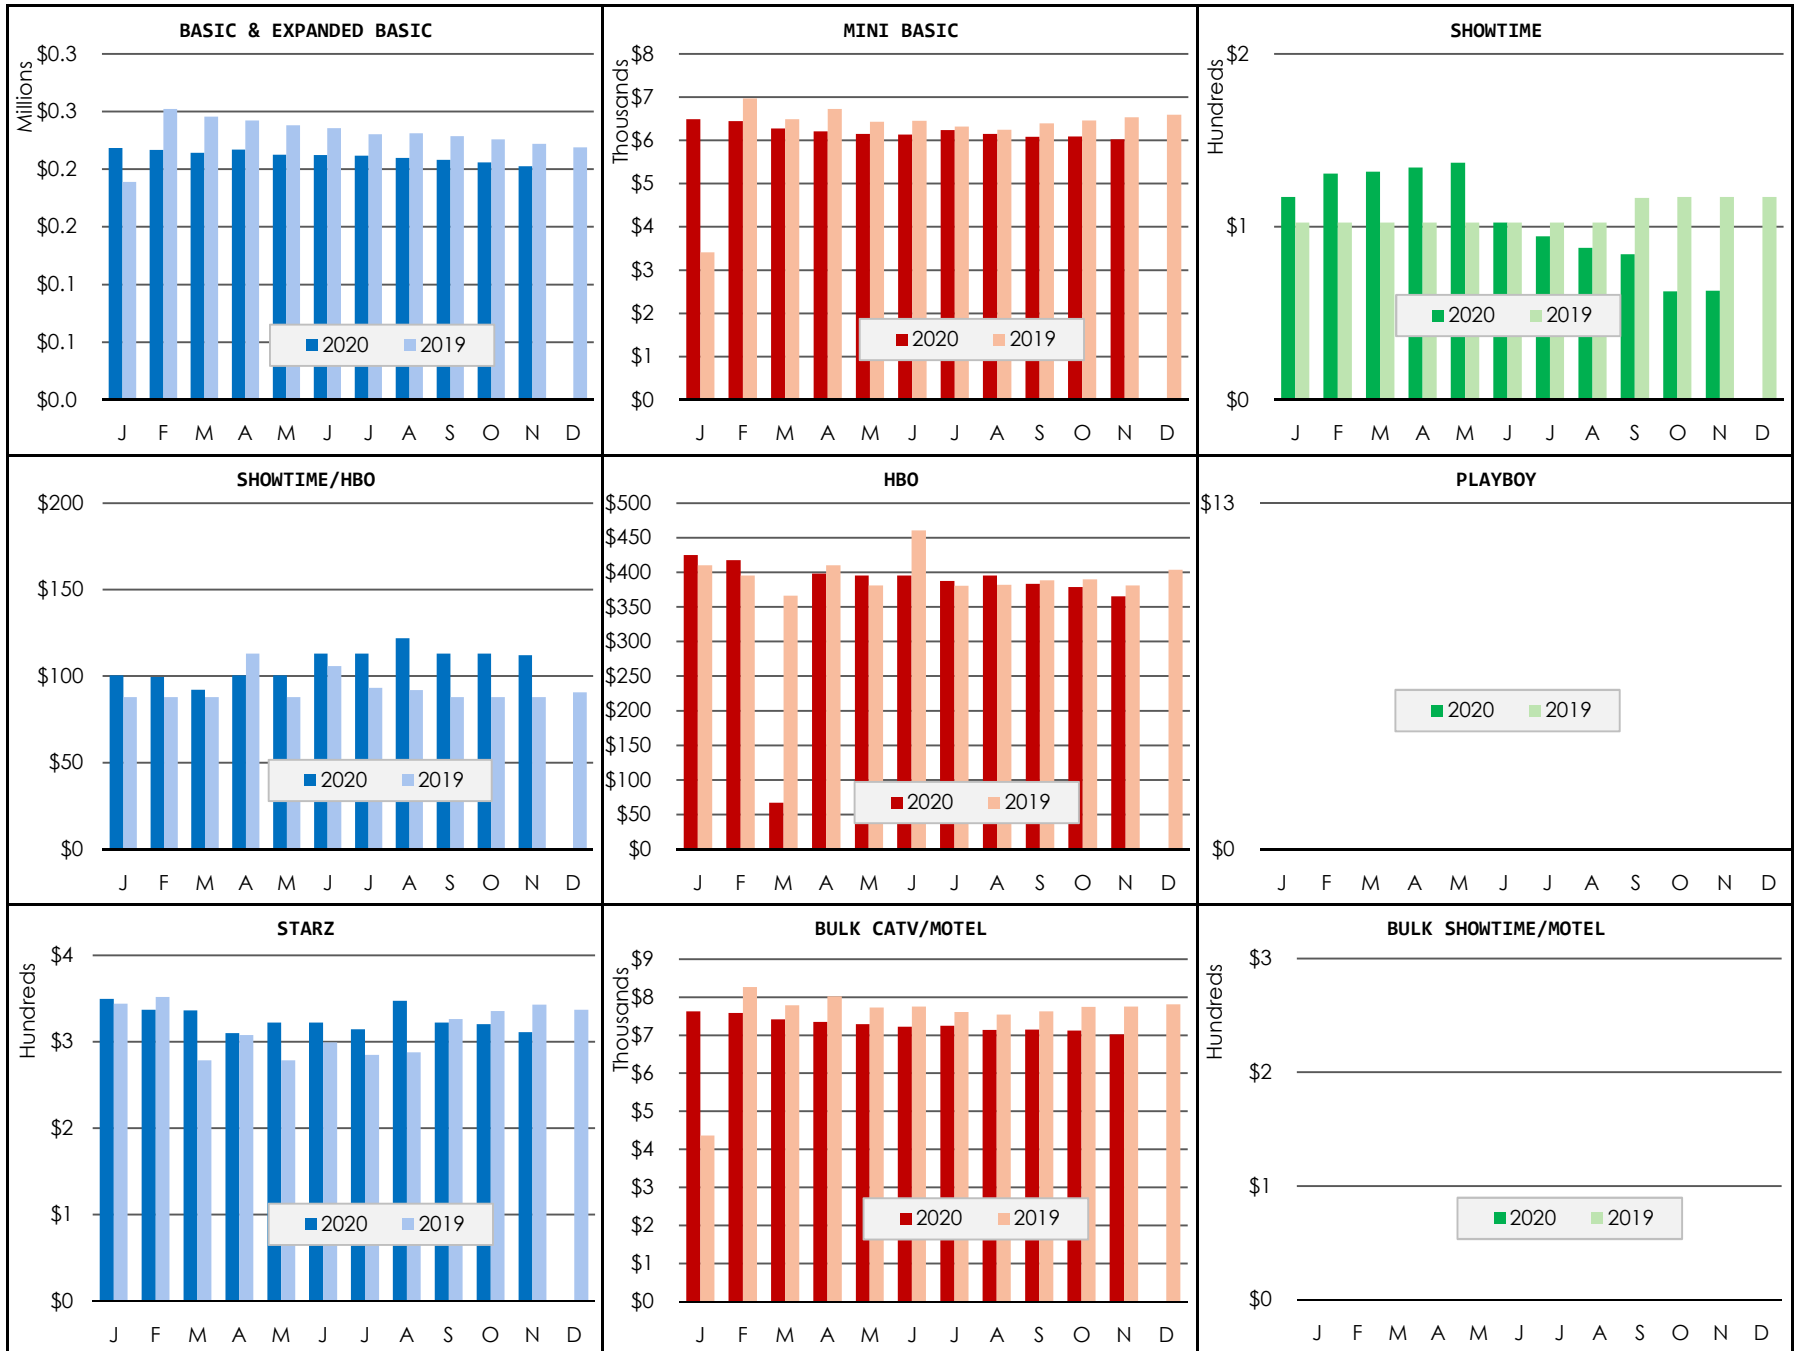 BASIC & EXPANDED BASIC
Millions
$0.3
$0.3
$0.2
$0.2
$0.1
$0.1
$0.0
J F M A M J J A S O N D
2020 2019
MINI BASIC
Thousands
$8
$7
$6
$5
$4
$3
$2
$1
$0
J F M A M J J A S O N D
2020 2019
SHOWTIME
Hundreds
$2
$1
$0
J F M A M J J A S O N D
2020 2019
SHOWTIME/HBO
$200
$150
$100
$50
$0
J F M A M J J A S O N D
2020 2019
HBO
$500
$450
$400
$350
$300
$250
$200
$150
$100
$50
$0
J F M A M J J A S O N D
2020 2019
PLAYBOY
$13
$0
J F M A M J J A S O N D
2020 2019
STARZ
Hundreds
$4
$3
$2
$1
$0
J F M A M J J A S O N D
2020 2019
BULK CATV/MOTEL
Thousands
$9
$8
$7
$6
$5
$4
$3
$2
$1
$0
J F M A M J J A S O N D
2020 2019
BULK SHOWTIME/MOTEL
Hundreds
$3
$2
$1
$0
J F M A M J J A S O N D
2020 2019